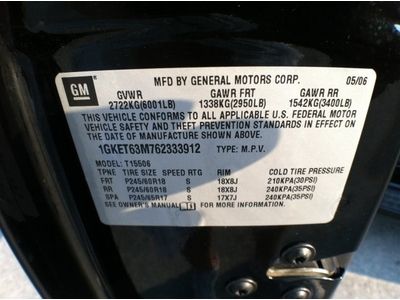 GM
MFD BY GENERAL MOTORS CORP. 05/06
GVWR GAWR FRT GAWR RR
2722KG(6001LB) 1338KG(2950LB) 1542KG(3400LB)
THIS VEHICLE CONFORMS TO ALL APPLICABLE U.S. FEDERAL MOTOR
VEHICLE SAFETY AND THEFT PREVENTION STANDARDS IN EFFECT
ON THE DATE OF MANUFACTURE SHOWN ABOVE.
1GKET63M762333912 TYPE: M.P.V.
MODEL: T15506
TPNE TIRE SIZE SPEED RTG RIM COLD TIRE PRESSURE
FRT P245/60R18 S 18X8J 210KPA(30PSI)
RR P245/60R18 S 18X8J 240KPA(35PSI)
SPA P245/65R17 S 17X7J 240KPA(35PSI)
SEE OWNER'S MANUAL FOR MORE INFORMATION.